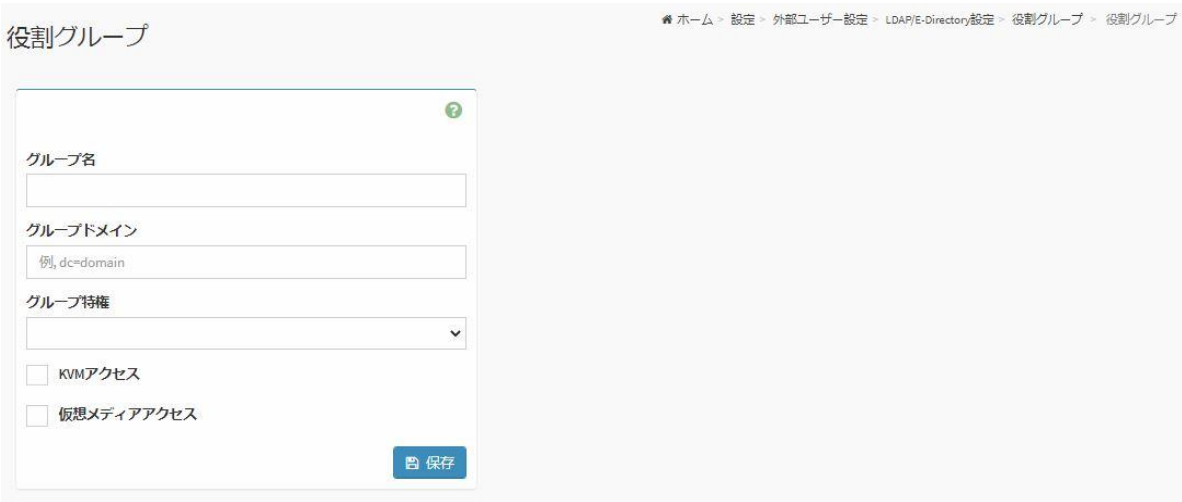 役割グループ
ホーム > 設定 > 外部ユーザー設定 > LDAP/E-Directory設定 > 役割グループ > 役割グループ
?
グループ名
グループドメイン
例, dc=domain
グループ特権
KVMアクセス
仮想メディアアクセス
保存